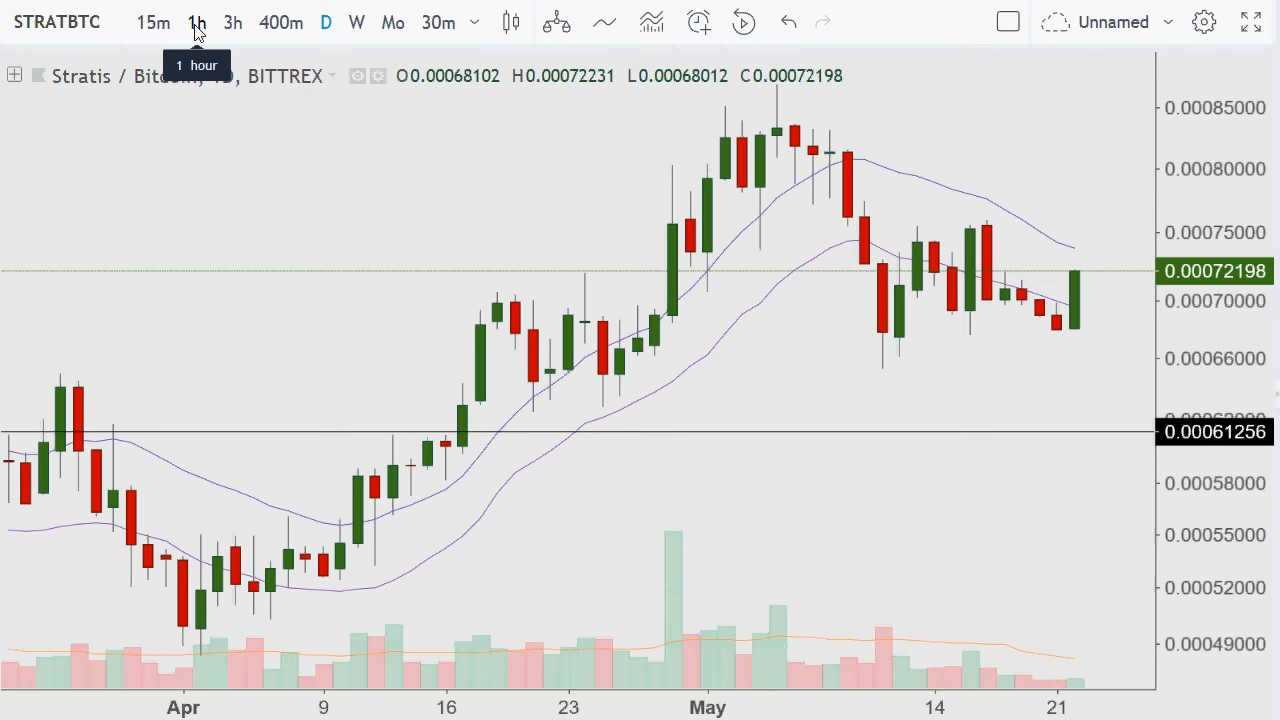 STRATBTC 15m 1h 3h 400m D W Mo 30m Unnamed
1 hour
Stratis / D, BITTREX O0.00068102 H0.00072231 L0.00068012 C0.00072198
0.00085000
0.00080000
0.00075000
0.00072198
0.00070000
0.00066000
0.00061256
0.00058000
0.00055000
0.00052000
0.00049000
Apr 9 16 23 May 14 21